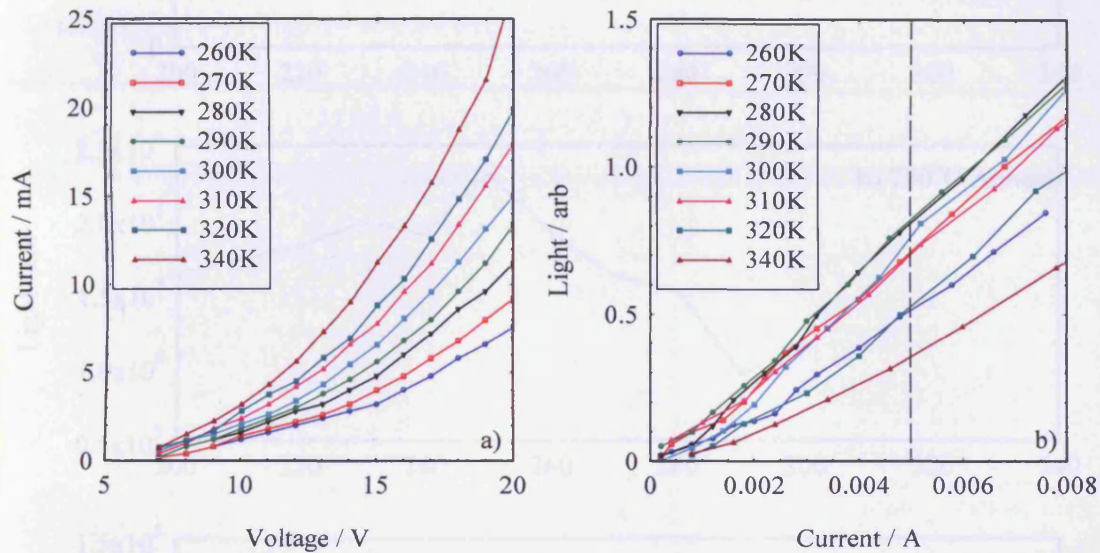 25
20
15
10
5
0
5
10
15
20
Current / mA
Voltage / V
260K
270K
280K
290K
300K
310K
320K
340K
a)
1.5
1.0
0.5
0
0
0.002
0.004
0.006
0.008
Light / arb
Current / A
260K
270K
280K
290K
300K
310K
320K
340K
b)